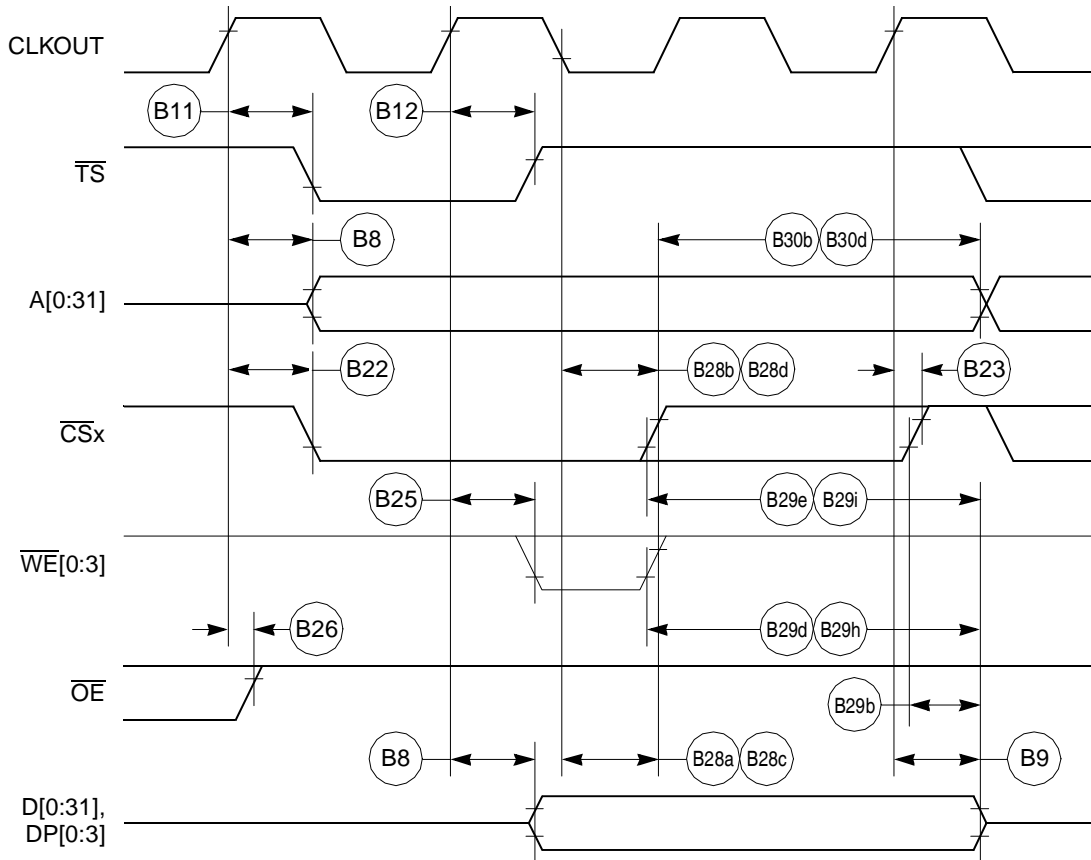 CLKOUT
B11
B12
TS
B8
B30b B30d
A[0:31]
B22
B28b B28d
B23
CSx
B25
B29e B29i
WE[0:3]
B26
B29d B29h
OE
B29b
B8
B28a B28c
B9
D[0:31],
DP[0:3]